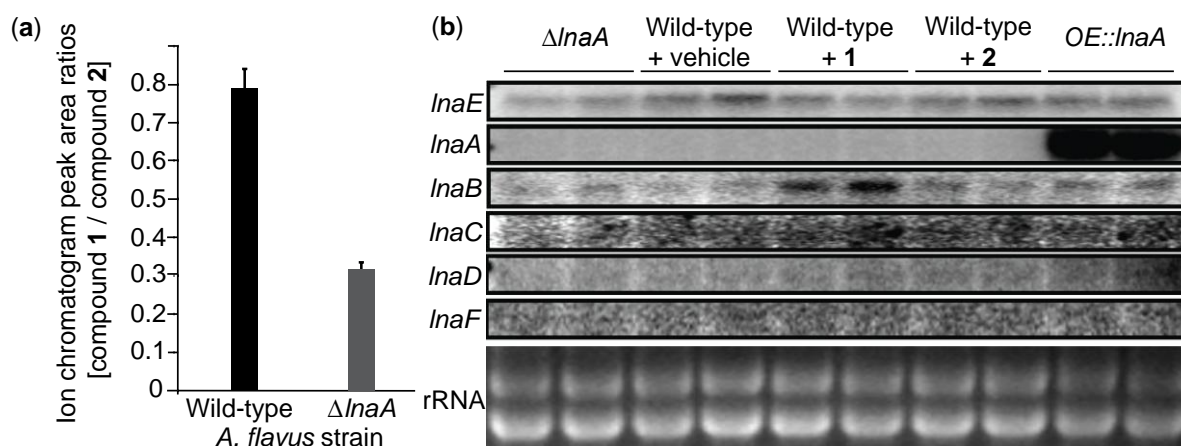 (a)
Ion chromatogram peak area ratios
[compound 1 / compound 2]
0.8
0.7
0.6
0.5
0.4
0.3
0.2
0.1
0
Wild-type ΔlnaA
A. flavus strain
(b)
ΔlnaA
Wild-type
+ vehicle
Wild-type
+ 1
Wild-type
+ 2
OE::lnaA
lnaE
lnaA
lnaB
lnaC
lnaD
lnaF
rRNA